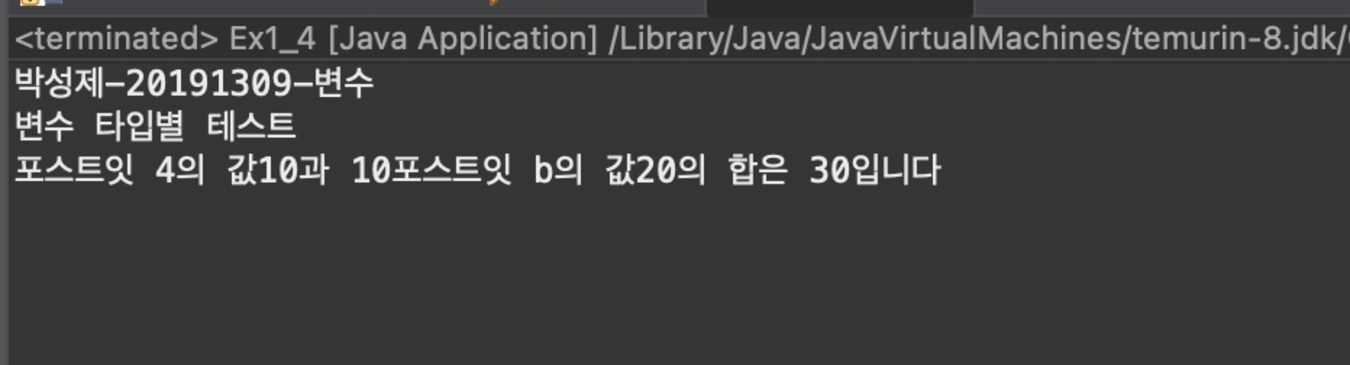 <terminated> Ex1_4 [Java Application] /Library/Java/JavaVirtualMachines/temurin-8.jdk/
박성제-20191309-변수
변수 타입별 테스트
포스트잇 4의 값10과 10포스트잇 b의 값20의 합은 30입니다